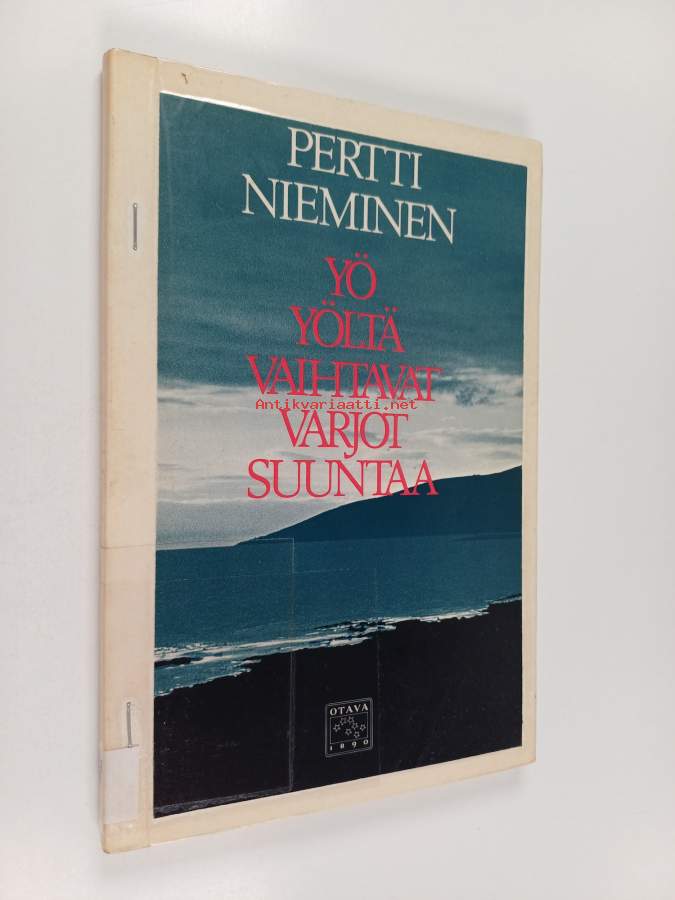 PERTTI
NIEMINEN
YÖ
YÖLTÄ
VAIHTAVAT
Antikvariaatti.net
VARJOT
SUUNTAA
OTAVA
1890